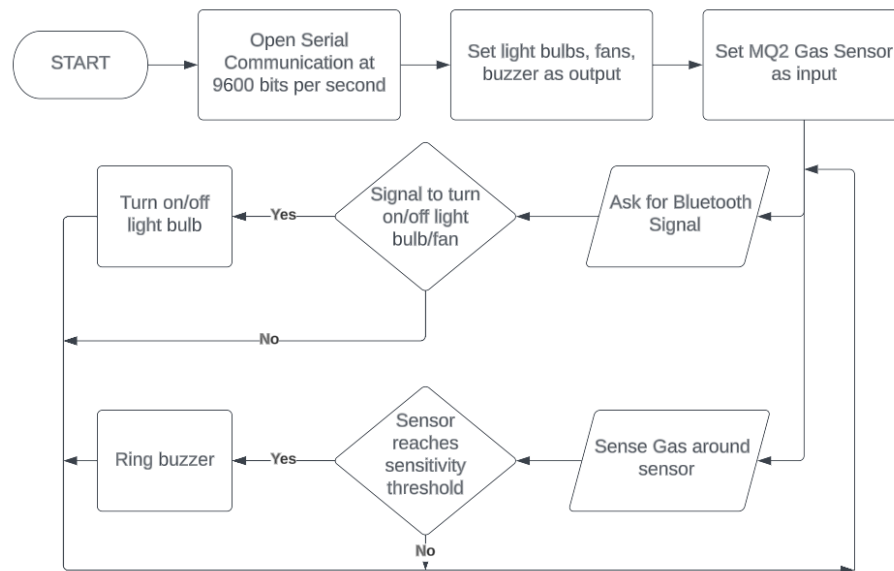 START
Open Serial
Communication at
9600 bits per second
Set light bulbs, fans,
buzzer as output
Set MQ2 Gas Sensor
as input
Ask for Bluetooth
Signal
Signal to turn
on/off light
bulb/fan
Yes
Turn on/off
light bulb
No
Sense Gas around
sensor
Sensor
reaches
sensitivity
threshold
Yes
Ring buzzer
No